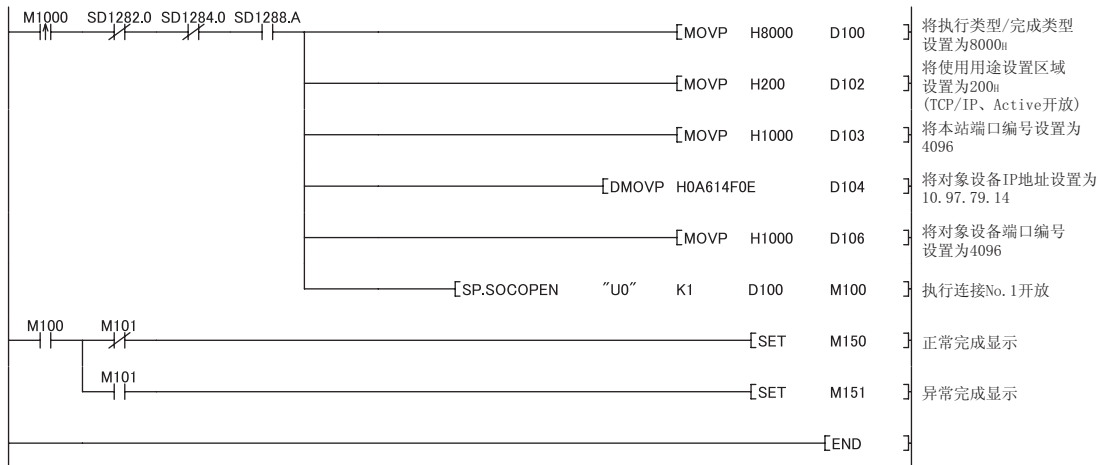 M1000 SD1282.0 SD1284.0 SD1288.A
MOVP H8000 D100
将执行类型/完成类型
设置为8000H
MOVP H200 D102
将使用用途设置区域
设置为200H
(TCP/IP、Active开放)
MOVP H1000 D103
将本站端口编号设置为
4096
DMOVP H0A614F0E D104
将对象设备IP地址设置为
10.97.79.14
MOVP H1000 D106
将对象设备端口编号
设置为4096
SP.SOCOPEN "U0" K1 D100 M100
执行连接No.1开放
M100 M101
SET M150
正常完成显示
M101
SET M151
异常完成显示
END